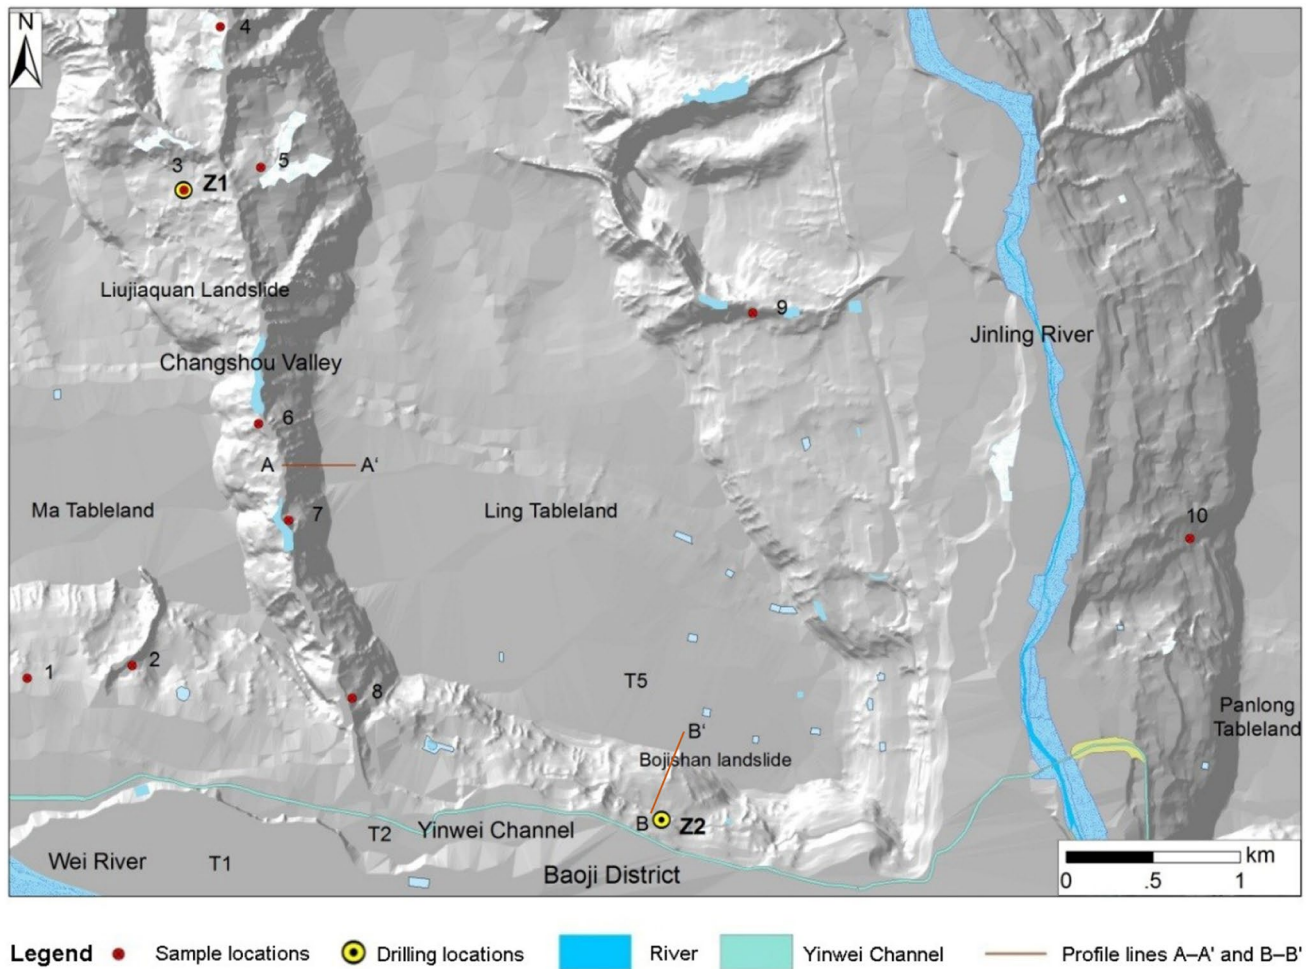 N
4
3
5
Z1
Liujiaquan Landslide
9
Jinling River
Changshou Valley
6
A
A'
Ma Tableland
Ling Tableland
7
10
1
2
T5
8
Panlong
Tableland
B'
Bojishan landslide
B
Z2
T2
Yinwei Channel
Wei River
T1
Baoji District
km
0
.5
1
Legend
Sample locations
Drilling locations
River
Yinwei Channel
Profile lines A–A' and B–B'